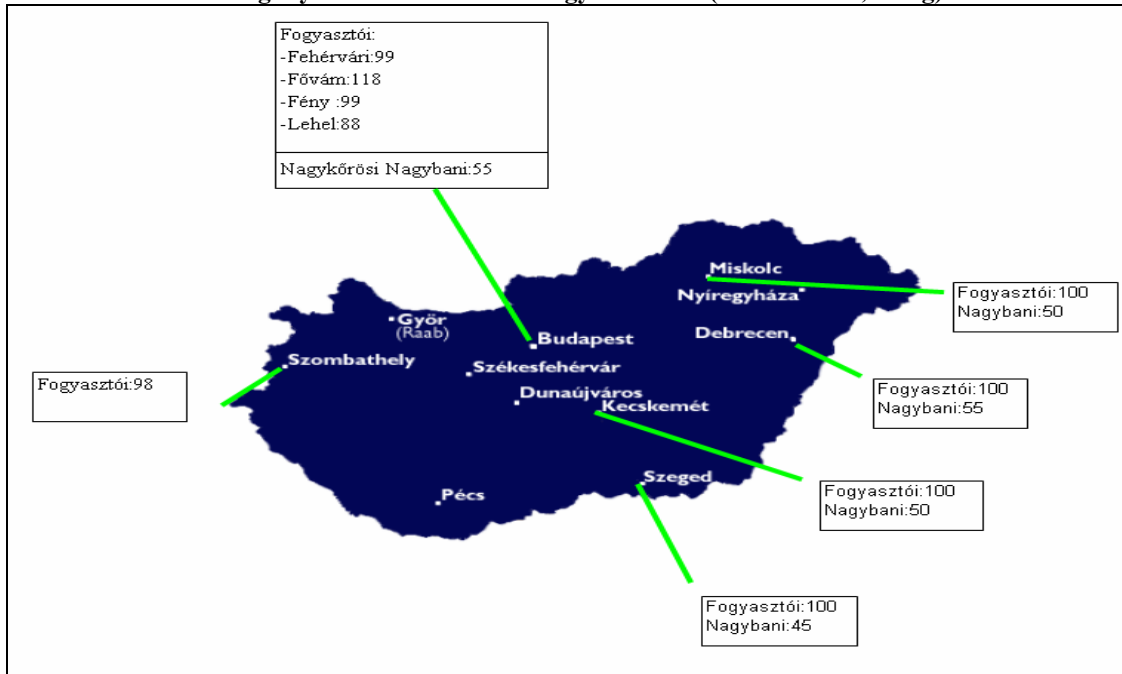 Fogyasztói:
-Fehérvári:99
-Fővám:118
-Fény :99
-Lehel:88
Nagykőrösi Nagybani:55
Miskolc
Nyíregyháza
Fogyasztói:100
Nagybani:50
Győr
(Raab)
Budapest
Debrecen
Szombathely
Székesfehérvár
Fogyasztói:98
Dunaújváros
Kecskemét
Fogyasztói:100
Nagybani:55
Szeged
Pécs
Fogyasztói:100
Nagybani:50
Fogyasztói:100
Nagybani:45